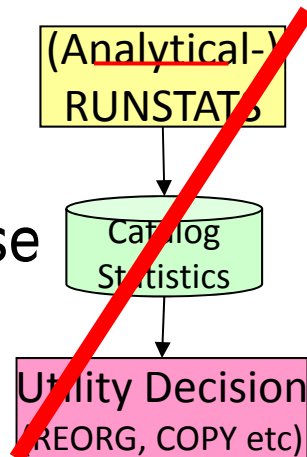 (Analytical-)
RUNSTATS
se
Catalog
Statistics
Utility Decision
(REORG, COPY etc)